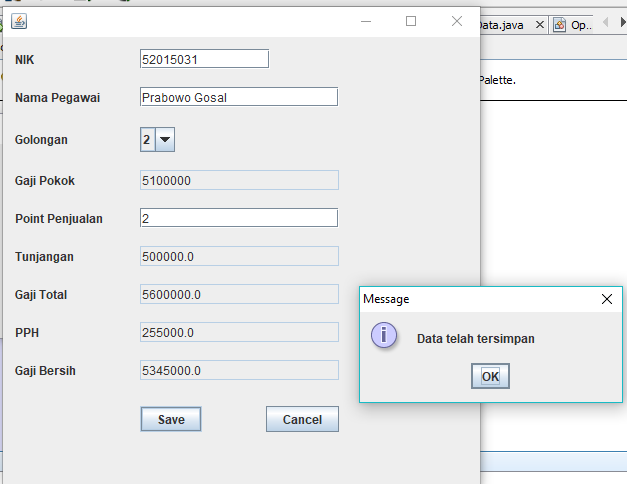 Data.java
Op..
Palette.
NIK
52015031
Nama Pegawai
Prabowo Gosal
Golongan
2
Gaji Pokok
5100000
Point Penjualan
2
Tunjangan
500000.0
Gaji Total
5600000.0
PPH
255000.0
Gaji Bersih
5345000.0
Save
Cancel
Message
Data telah tersimpan
OK